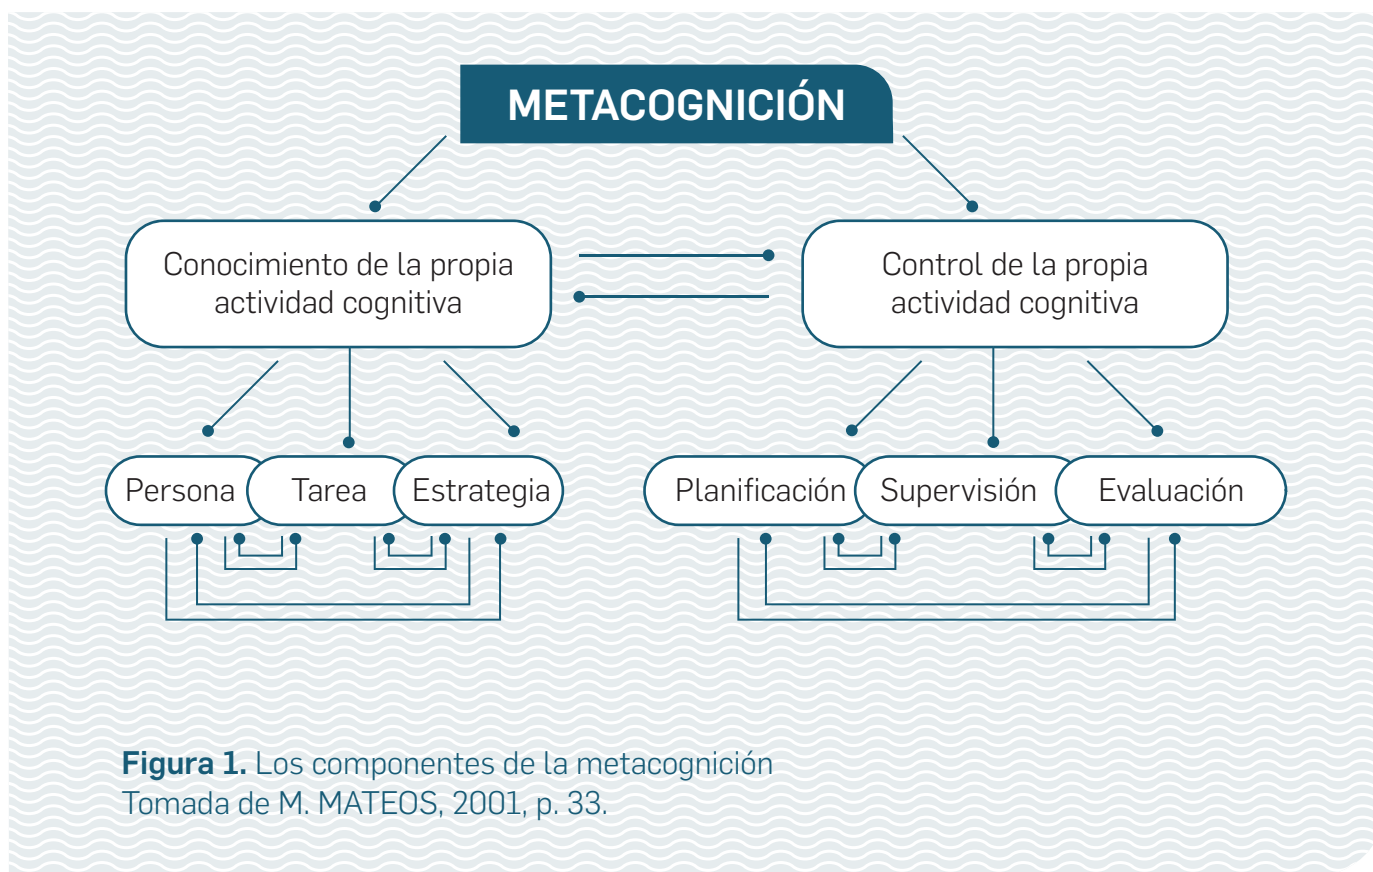 METACOGNICIÓN
Conocimiento de la propia
actividad cognitiva
Control de la propia
actividad cognitiva
Persona
Tarea
Estrategia
Planificación
Supervisión
Evaluación
Figura 1. Los componentes de la metacognición
Tomada de M. MATEOS, 2001, p. 33.